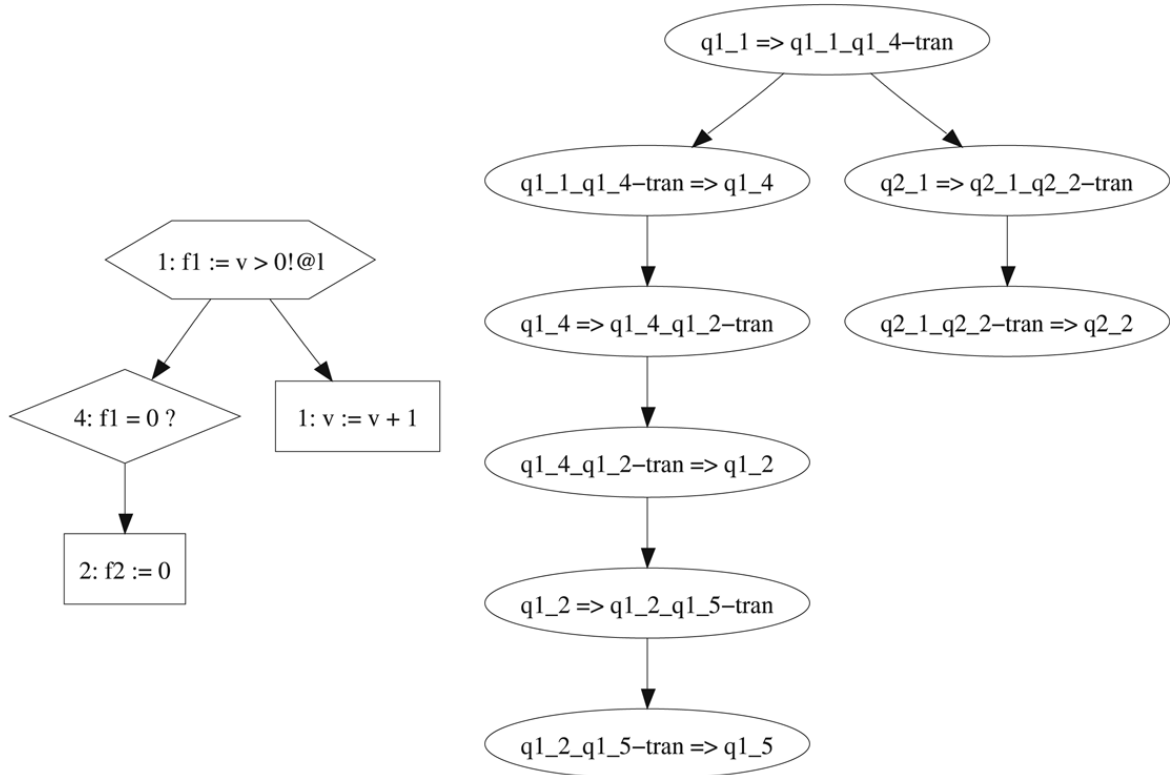 1: f1 := v > 0!@l
4: f1 = 0 ?
1: v := v + 1
2: f2 := 0
q1_1 => q1_1_q1_4−tran
q1_1_q1_4−tran => q1_4
q2_1 => q2_1_q2_2−tran
q1_4 => q1_4_q1_2−tran
q2_1_q2_2−tran => q2_2
q1_4_q1_2−tran => q1_2
q1_2 => q1_2_q1_5−tran
q1_2_q1_5−tran => q1_5